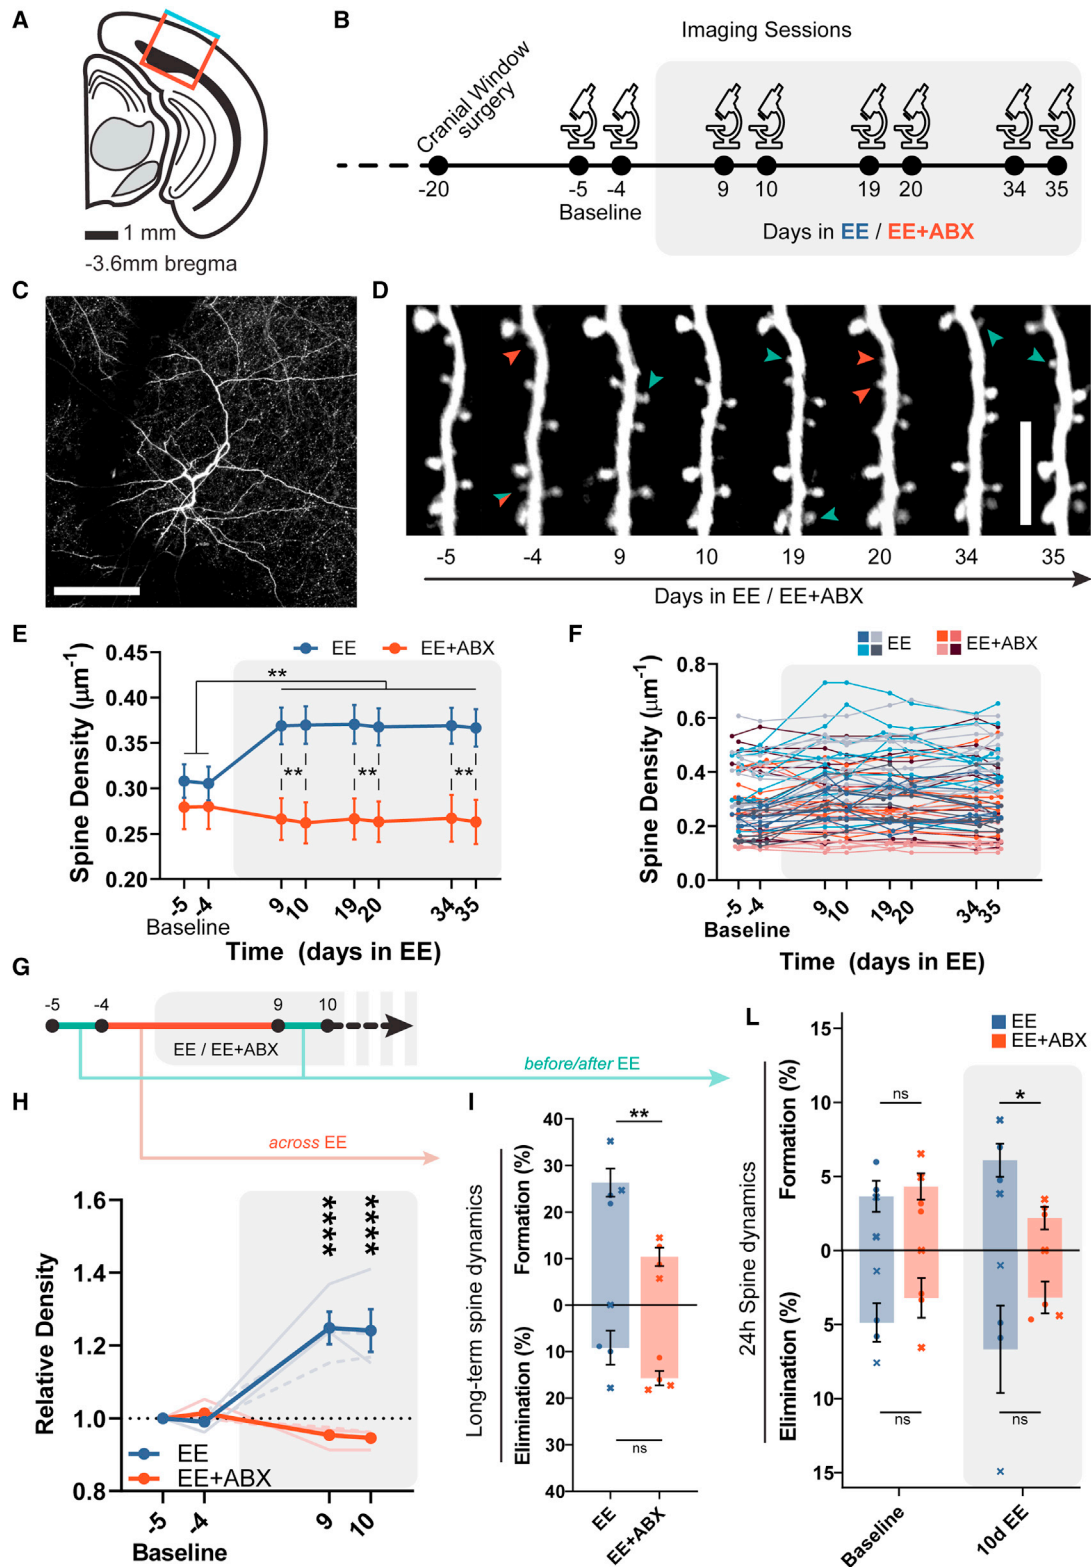 A
1 mm
-3.6mm bregma
B
Imaging Sessions
Cranial Window
surgery
-20
-5
-4
9
10
19
20
34
35
Baseline
Days in EE / EE+ABX
C
D
-5
-4
9
10
19
20
34
35
Days in EE / EE+ABX
E
EE
EE+ABX
Spine Density (μm⁻¹)
0.45
0.40
0.35
0.30
0.25
0.20
**
**
**
**
-5
-4
9
10
19
20
34
35
Baseline
Time (days in EE)
F
EE
EE+ABX
Spine Density (μm⁻¹)
0.8
0.6
0.4
0.2
0.0
-5
-4
9
10
19
20
34
35
Baseline
Time (days in EE)
G
-5
-4
9
10
EE / EE+ABX
before/after EE
across EE
H
Relative Density
1.6
1.4
1.2
1.0
0.8
****
****
EE
EE+ABX
-5
-4
9
10
Baseline
I
Long-term spine dynamics
Formation (%)
Elimination (%)
40
30
20
10
0
10
20
30
40
**
ns
EE
EE+ABX
L
EE
EE+ABX
24h Spine dynamics
Formation (%)
Elimination (%)
15
10
5
0
5
10
15
ns
*
ns
ns
Baseline
10d EE